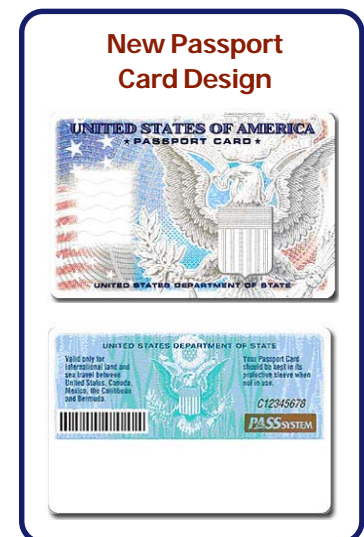 New Passport
Card Design
UNITED STATES OF AMERICA
★ PASSPORT CARD ★
UNITED STATES DEPARTMENT OF STATE
UNITED STATES DEPARTMENT OF STATE
Valid only for
international land and
sea travel between
United States, Canada,
Mexico, the Caribbean
and Bermuda.
Your Passport Card
should be kept in its
protective sleeve when
not in use.
C12345678
PASS SYSTEM